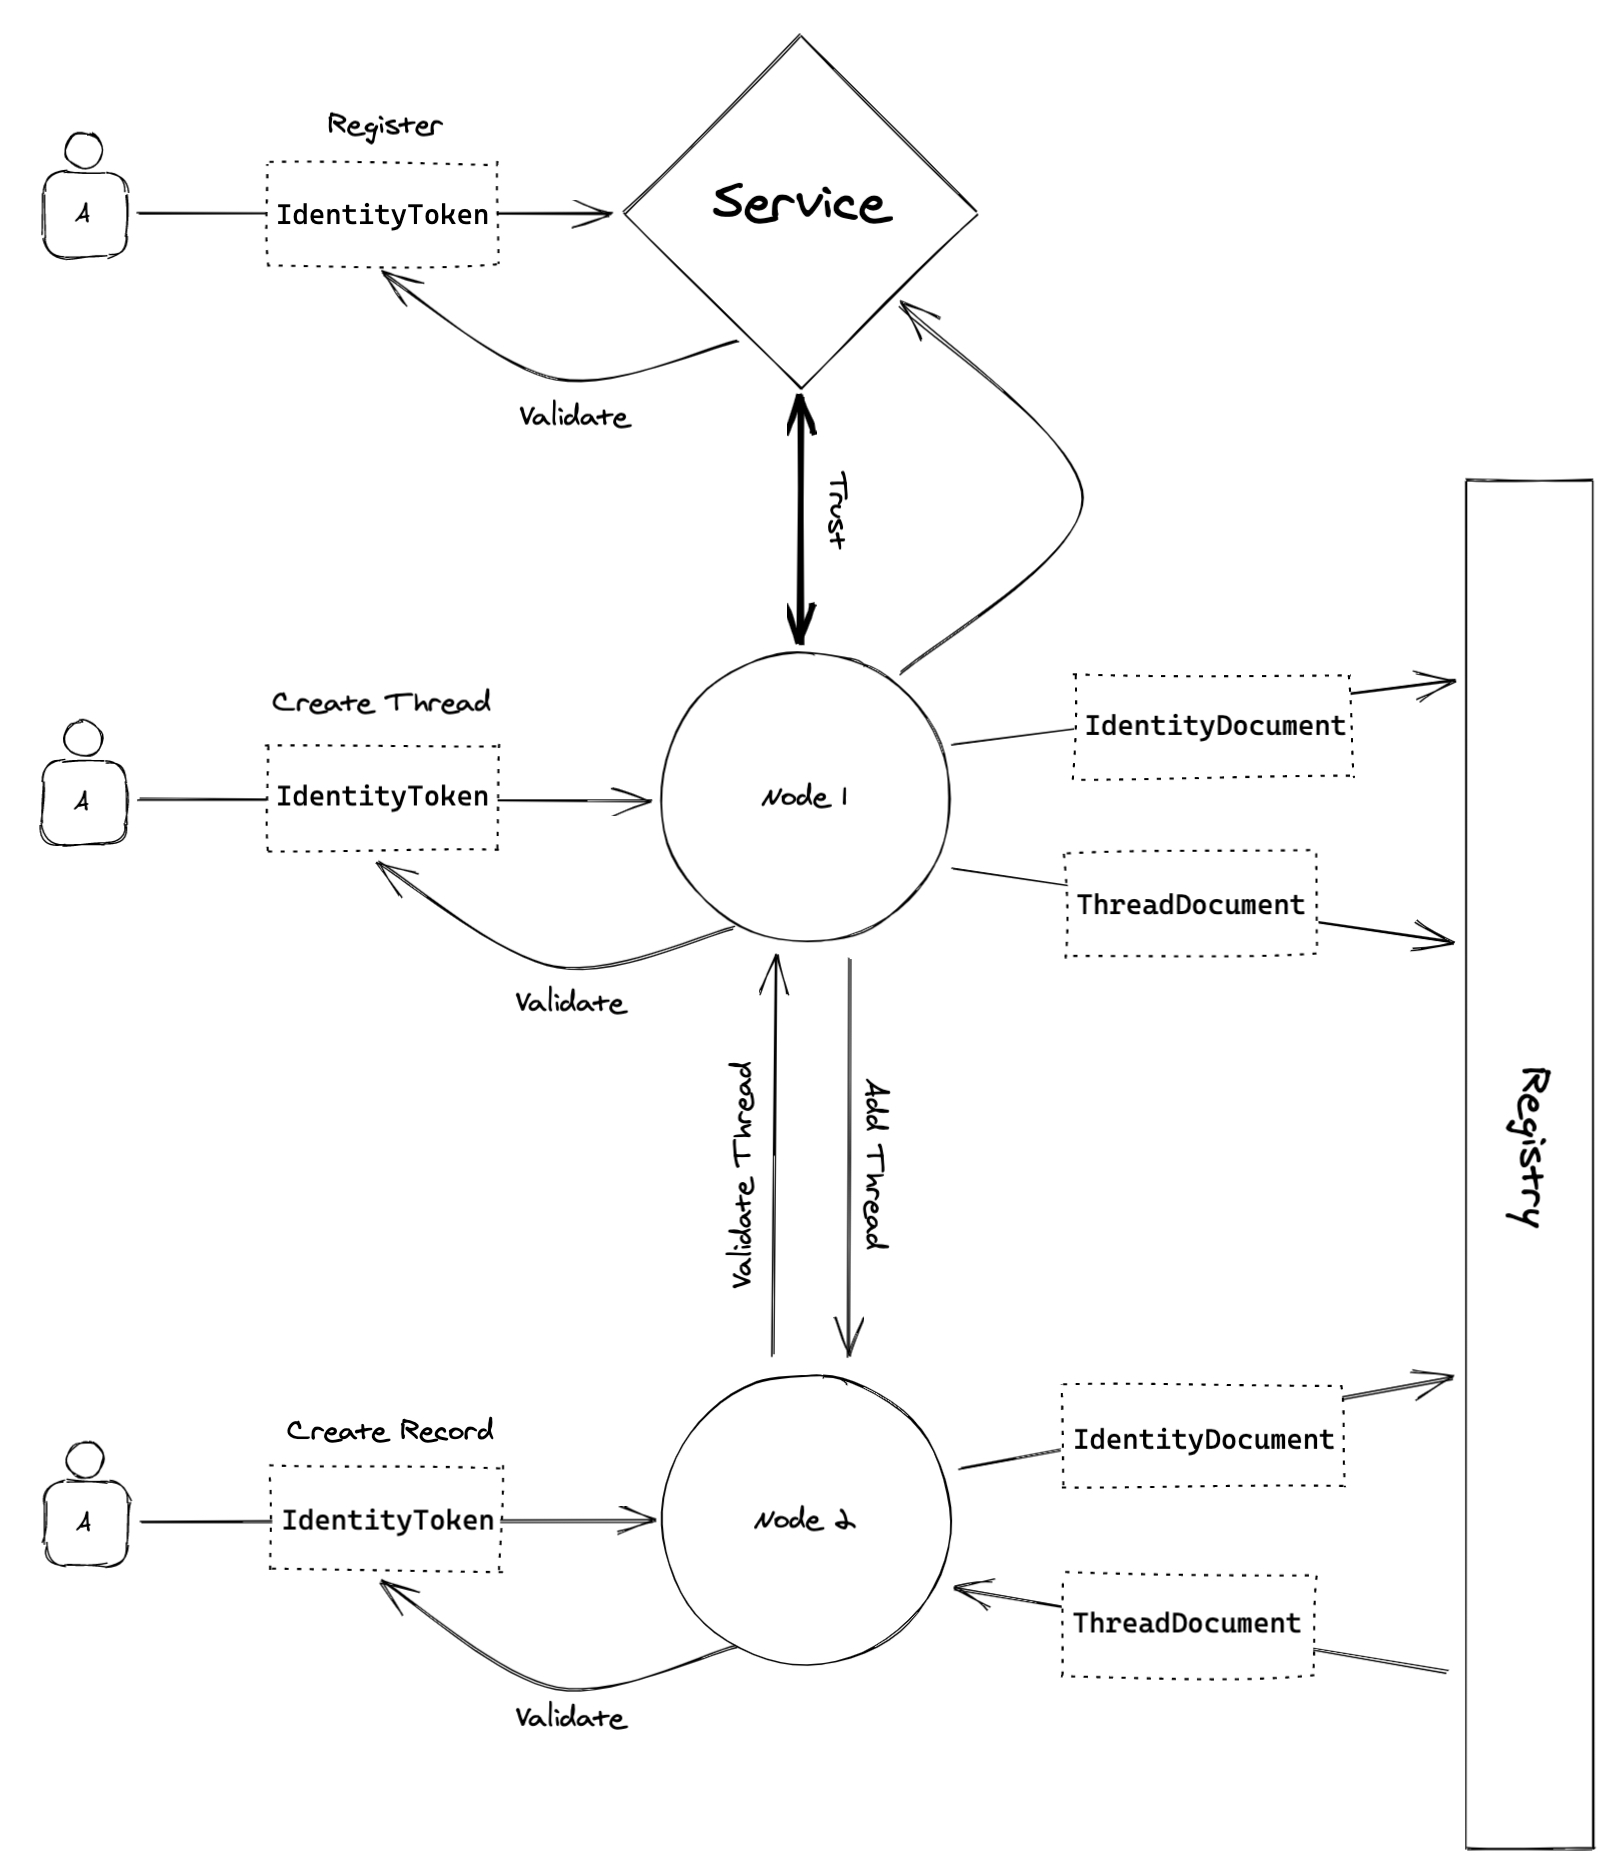 Register
A
IdentityToken
Service
Validate
Trust
Create Thread
A
IdentityToken
Node 1
IdentityDocument
ThreadDocument
Validate
Validate Thread
Add Thread
Registry
Create Record
A
IdentityToken
Node 2
IdentityDocument
ThreadDocument
Validate